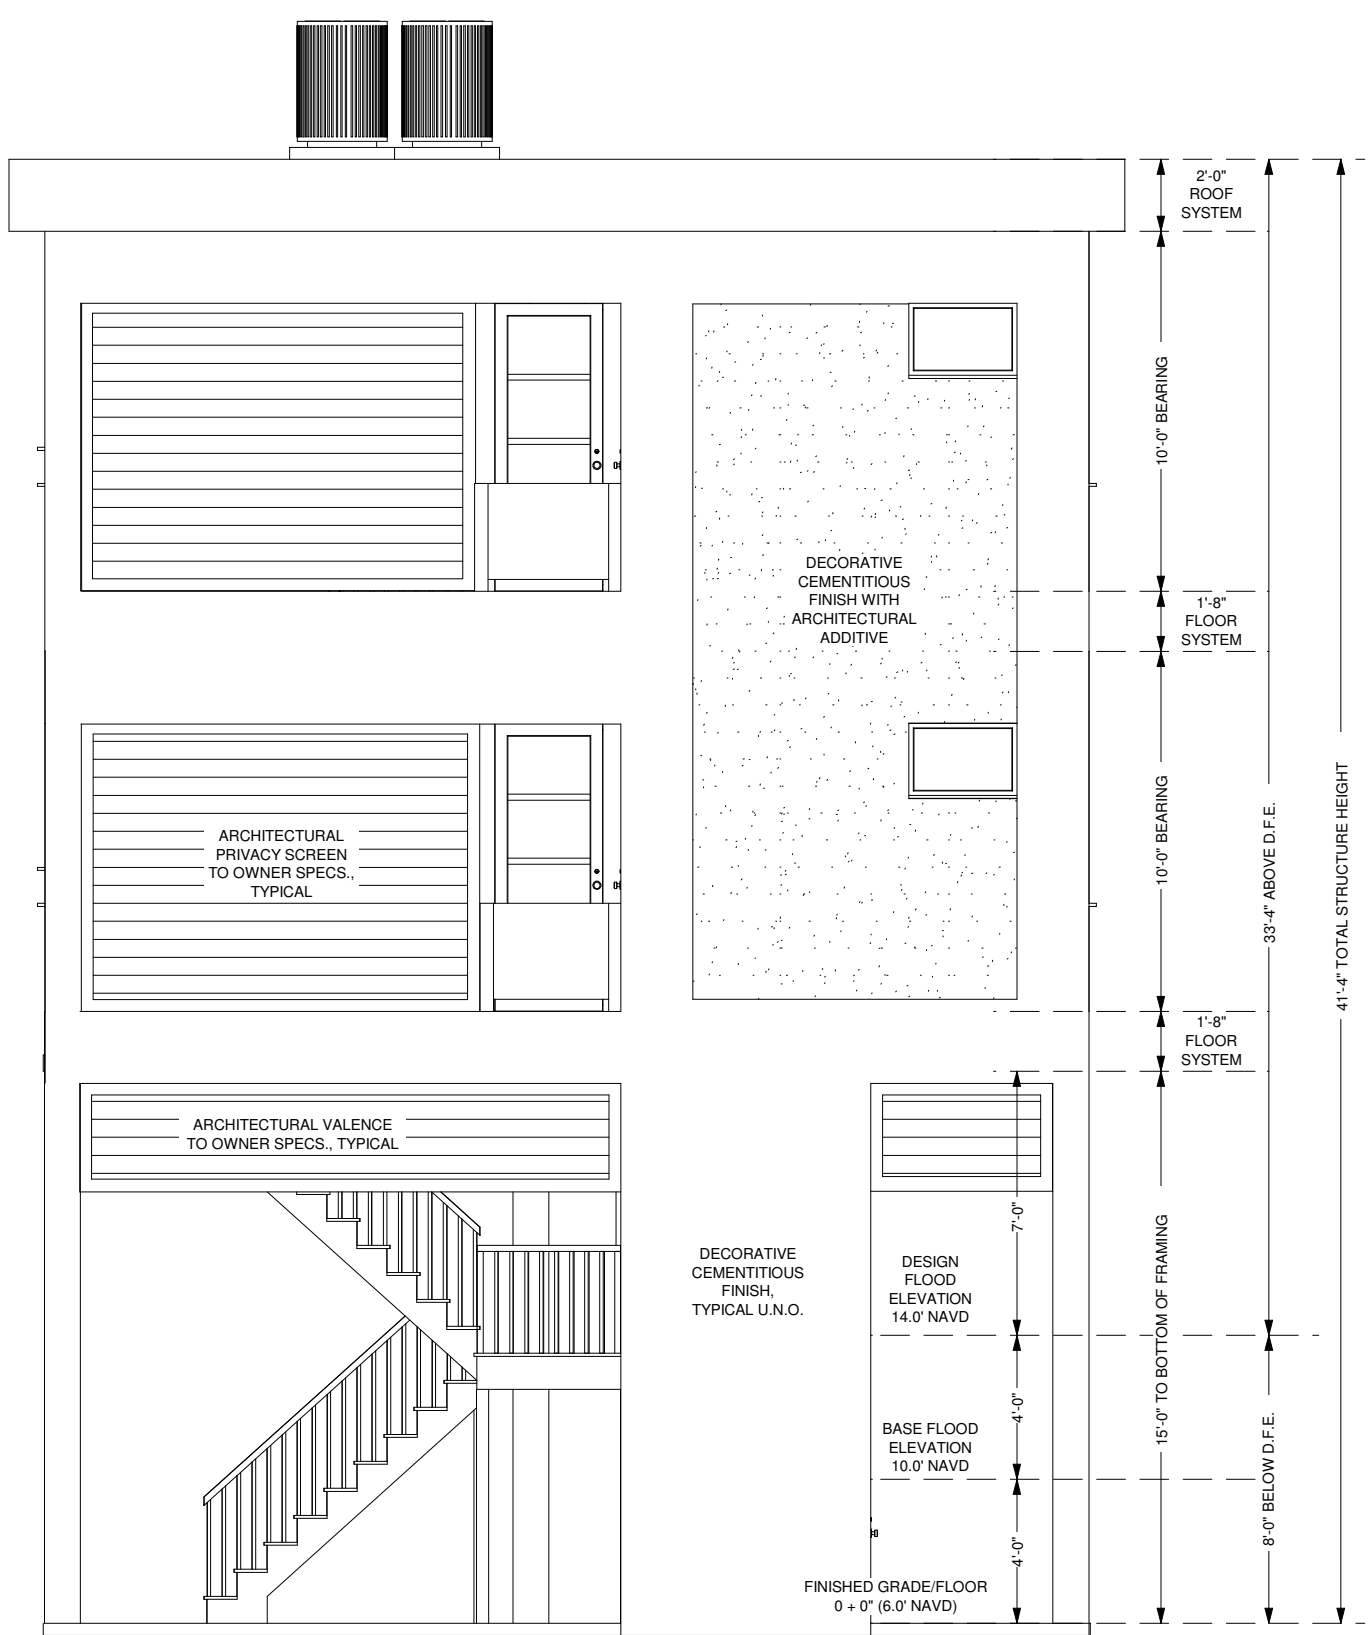 2'-0"
ROOF
SYSTEM
10'-0" BEARING
DECORATIVE
CEMENTITIOUS
FINISH WITH
ARCHITECTURAL
ADDITIVE
1'-8"
FLOOR
SYSTEM
10'-0" BEARING
33'-4" ABOVE D.F.E.
41'-4" TOTAL STRUCTURE HEIGHT
ARCHITECTURAL
PRIVACY SCREEN
TO OWNER SPECS.,
TYPICAL
1'-8"
FLOOR
SYSTEM
ARCHITECTURAL VALENCE
TO OWNER SPECS., TYPICAL
7'-0"
15'-0" TO BOTTOM OF FRAMING
DECORATIVE
CEMENTITIOUS
FINISH,
TYPICAL U.N.O.
DESIGN
FLOOD
ELEVATION
14.0' NAVD
4'-0"
BASE FLOOD
ELEVATION
10.0' NAVD
8'-0" BELOW D.F.E.
4'-0"
FINISHED GRADE/FLOOR
0 + 0" (6.0' NAVD)